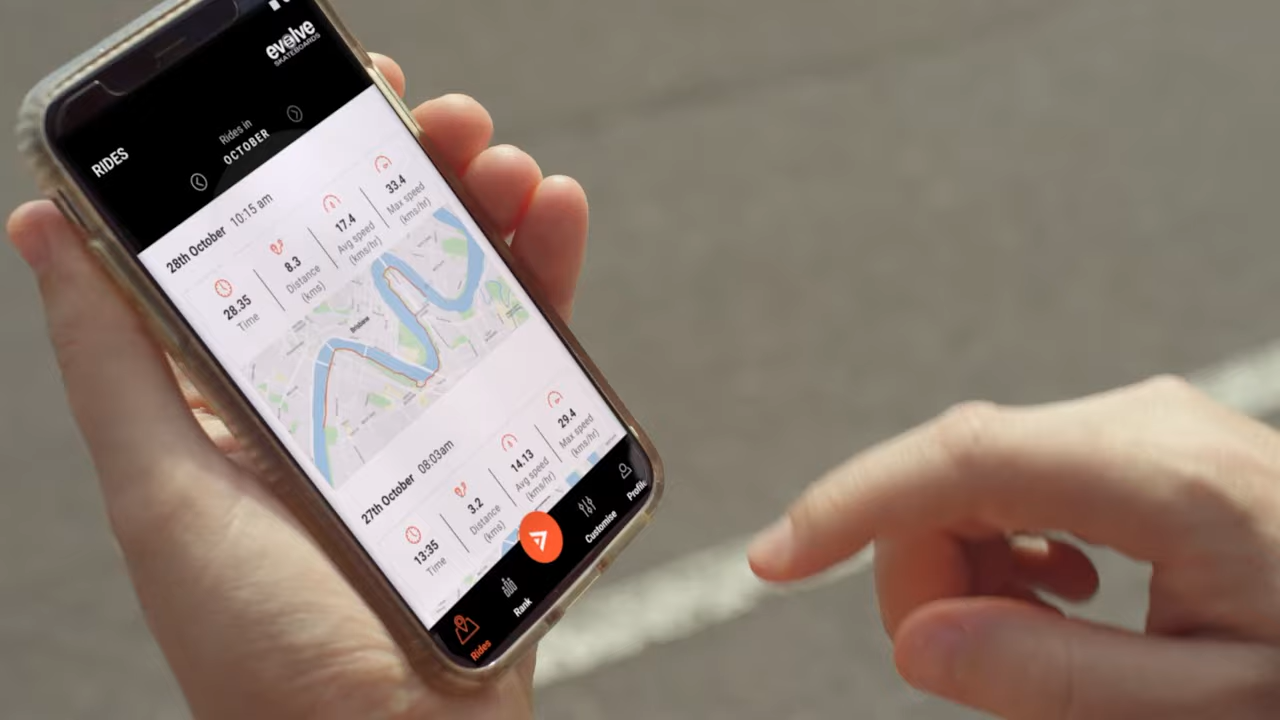 evolve
SKATEBOARDS
RIDES
Rides in
OCTOBER
28th October 10:15 am
28.35
Time
8.3
Distance
(kms)
17.4
Avg speed
(kms/hr)
33.4
Max speed
(kms/hr)
Brisbane
27th October 08:03am
13:35
Time
3.2
Distance
(kms)
14.13
Avg speed
(kms/hr)
29.4
Max speed
(kms/hr)
Rides
Rank
Customise
Profile